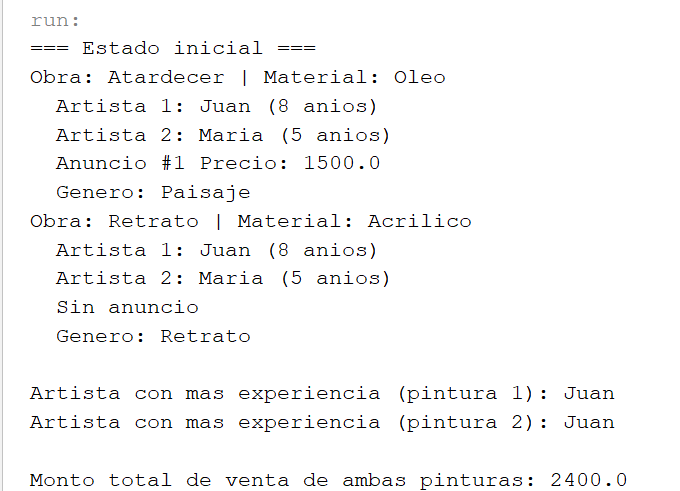 run:
=== Estado inicial ===
Obra: Atardecer | Material: Oleo
  Artista 1: Juan (8 anios)
  Artista 2: Maria (5 anios)
  Anuncio #1 Precio: 1500.0
  Genero: Paisaje
Obra: Retrato | Material: Acrilico
  Artista 1: Juan (8 anios)
  Artista 2: Maria (5 anios)
  Sin anuncio
  Genero: Retrato

Artista con mas experiencia (pintura 1): Juan
Artista con mas experiencia (pintura 2): Juan

Monto total de venta de ambas pinturas: 2400.0